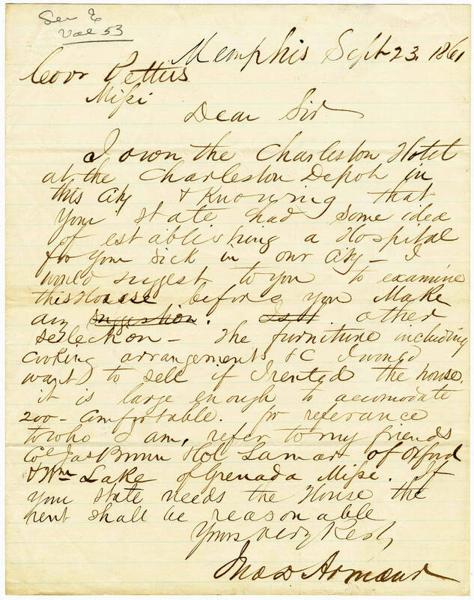 Ser E
Vol 53
Memphis Sept 23, 1861
Govr Pettus
Missi
Dear Sir
I own the Charleston Hotel
at the Charleston Depot in
this City & Knowing that
your state had some idea
of establishing a Hospital
for your sick in our City - I
would sugest to you to examine
this House before you Make
any other
selection - The furniture including
cooking arrangements &c I would
want to sell if I rented the house.
it is large enough to accomodate
200 - comfortable. for referance
to who I am, refer to my friends
Col Jas Brown & Col Lamar of Oxford
& Wm Lake of Grenada Miss. If
your state needs the House the
rent shall be reasonable
Yours very Resp,
Armour